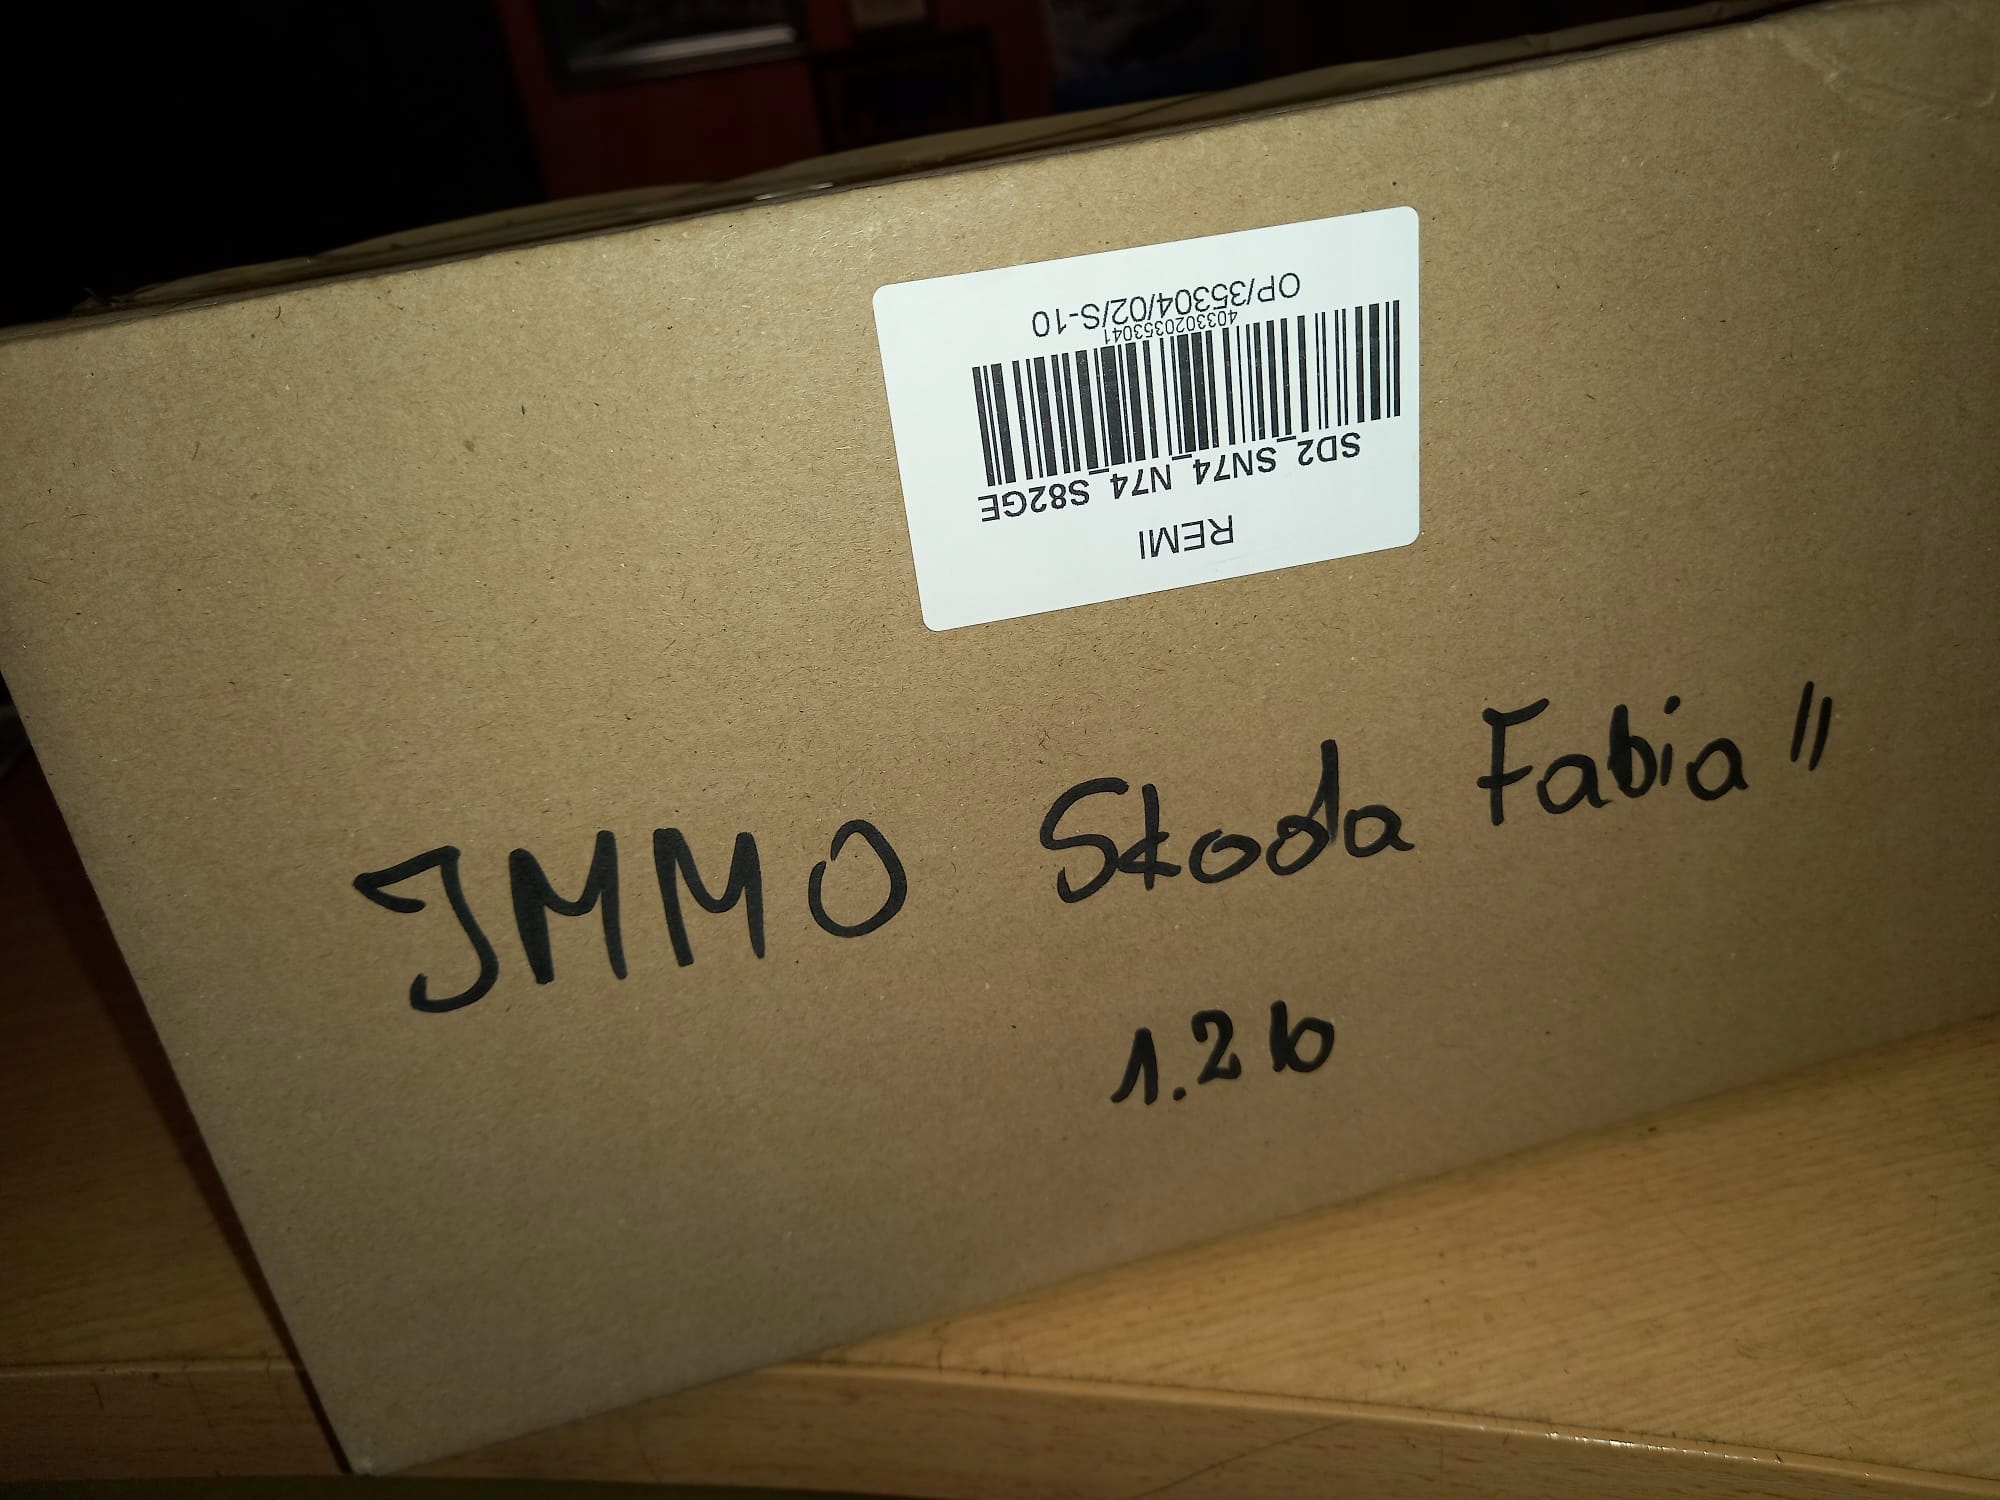 REMI
SD2_SN74_N74_S82GE
4033020353041
OP/35304/02/S-10
IMMO Skoda Fabia II
1.2 b